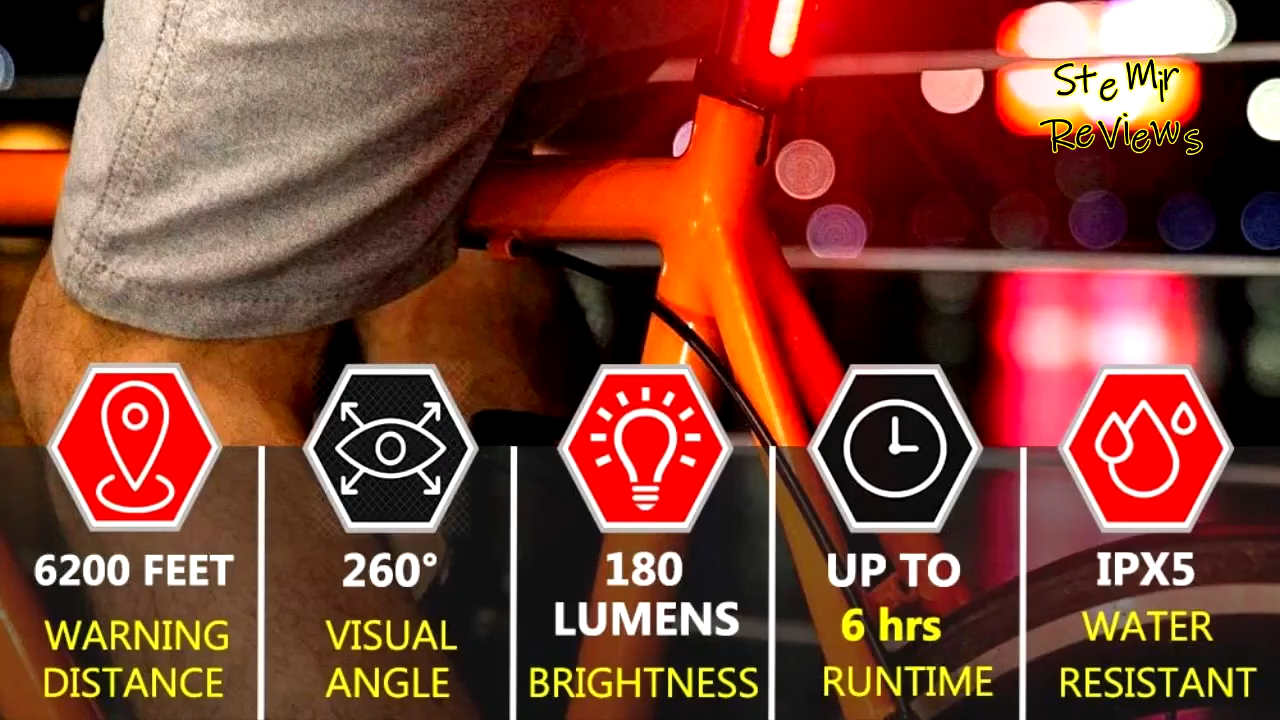 Ste Mir
Reviews
6200 FEET
WARNING
DISTANCE
260°
VISUAL
ANGLE
180
LUMENS
BRIGHTNESS
UP TO
6 hrs
RUNTIME
IPX5
WATER
RESISTANT